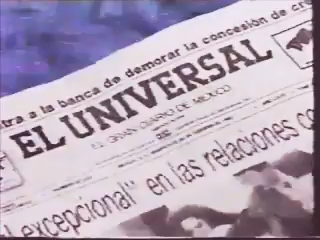 tra a la banca de demorar la concesión de cr
EL UNIVERSAL
EL GRAN DIARIO DE MEXICO
excepcional" en las relaciones co